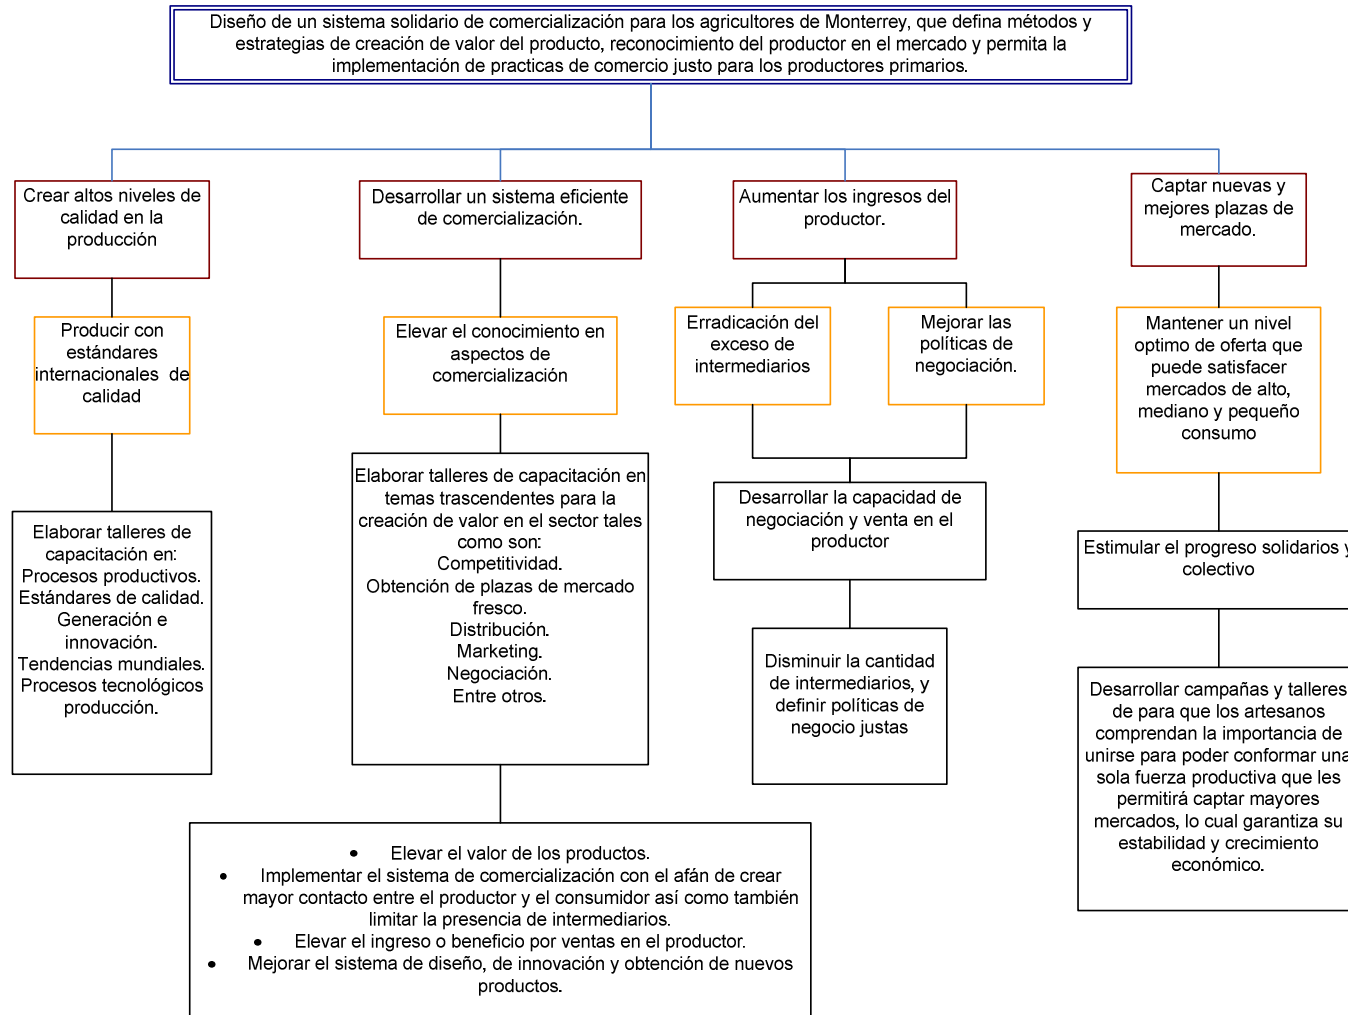 Diseño de un sistema solidario de comercialización para los agricultores de Monterrey, que defina métodos y
estrategias de creación de valor del producto, reconocimiento del productor en el mercado y permita la
implementación de practicas de comercio justo para los productores primarios.
Crear altos niveles de
calidad en la
producción
Desarrollar un sistema eficiente
de comercialización.
Aumentar los ingresos del
productor.
Captar nuevas y
mejores plazas de
mercado.
Producir con
estándares
internacionales de
calidad
Elevar el conocimiento en
aspectos de
comercialización
Erradicación del
exceso de
intermediarios
Mejorar las
políticas de
negociación.
Mantener un nivel
optimo de oferta que
puede satisfacer
mercados de alto,
mediano y pequeño
consumo
Elaborar talleres de
capacitación en:
Procesos productivos.
Estándares de calidad.
Generación e
innovación.
Tendencias mundiales.
Procesos tecnológicos
producción.
Elaborar talleres de capacitación en
temas trascendentes para la
creación de valor en el sector tales
como son:
Competitividad.
Obtención de plazas de mercado
fresco.
Distribución.
Marketing.
Negociación.
Entre otros.
Desarrollar la capacidad de
negociación y venta en el
productor
Disminuir la cantidad
de intermediarios, y
definir políticas de
negocio justas
Estimular el progreso solidarios y
colectivo
Desarrollar campañas y talleres
de para que los artesanos
comprendan la importancia de
unirse para poder conformar una
sola fuerza productiva que les
permitirá captar mayores
mercados, lo cual garantiza su
estabilidad y crecimiento
económico.
• Elevar el valor de los productos.
• Implementar el sistema de comercialización con el afán de crear
mayor contacto entre el productor y el consumidor así como también
limitar la presencia de intermediarios.
• Elevar el ingreso o beneficio por ventas en el productor.
• Mejorar el sistema de diseño, de innovación y obtención de nuevos
productos.